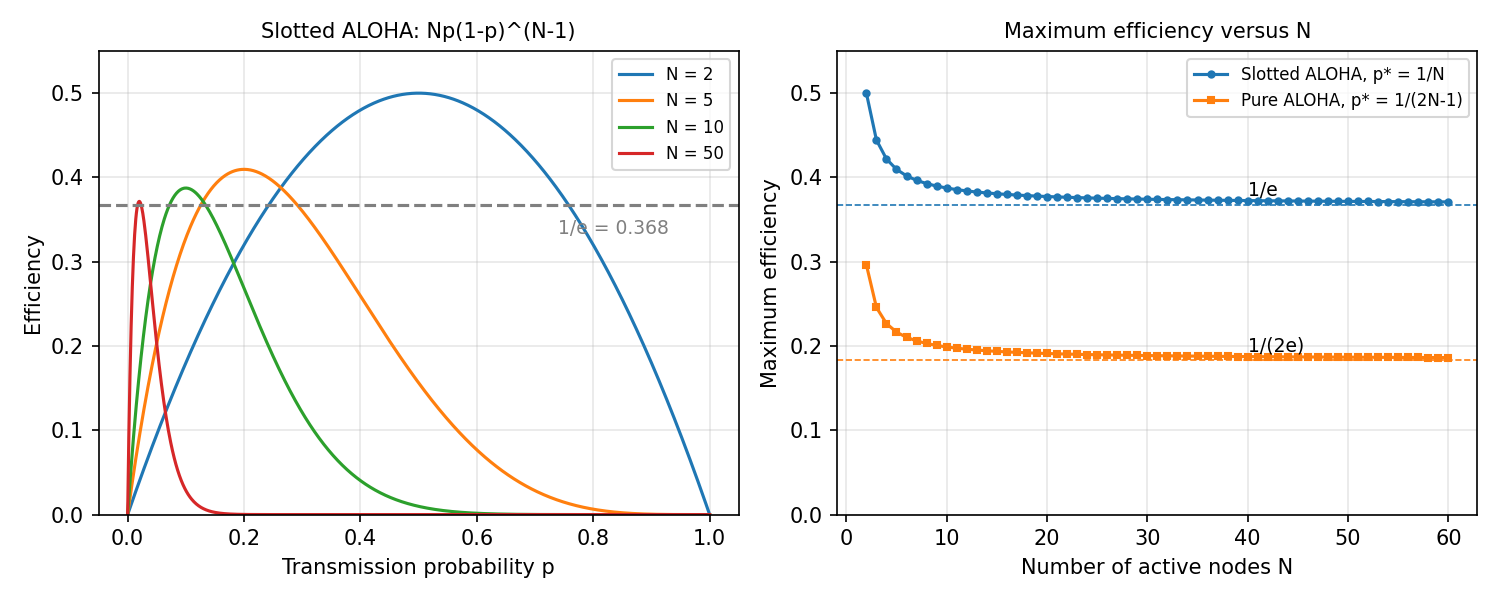 Slotted ALOHA: Np(1-p)^(N-1)
Efficiency
0.5
0.4
0.3
0.2
0.1
0.0
N = 2
N = 5
N = 10
N = 50
1/e = 0.368
0.0 0.2 0.4 0.6 0.8 1.0
Transmission probability p
Maximum efficiency versus N
Maximum efficiency
0.5
0.4
0.3
0.2
0.1
0.0
Slotted ALOHA, p* = 1/N
Pure ALOHA, p* = 1/(2N-1)
1/e
1/(2e)
0 10 20 30 40 50 60
Number of active nodes N